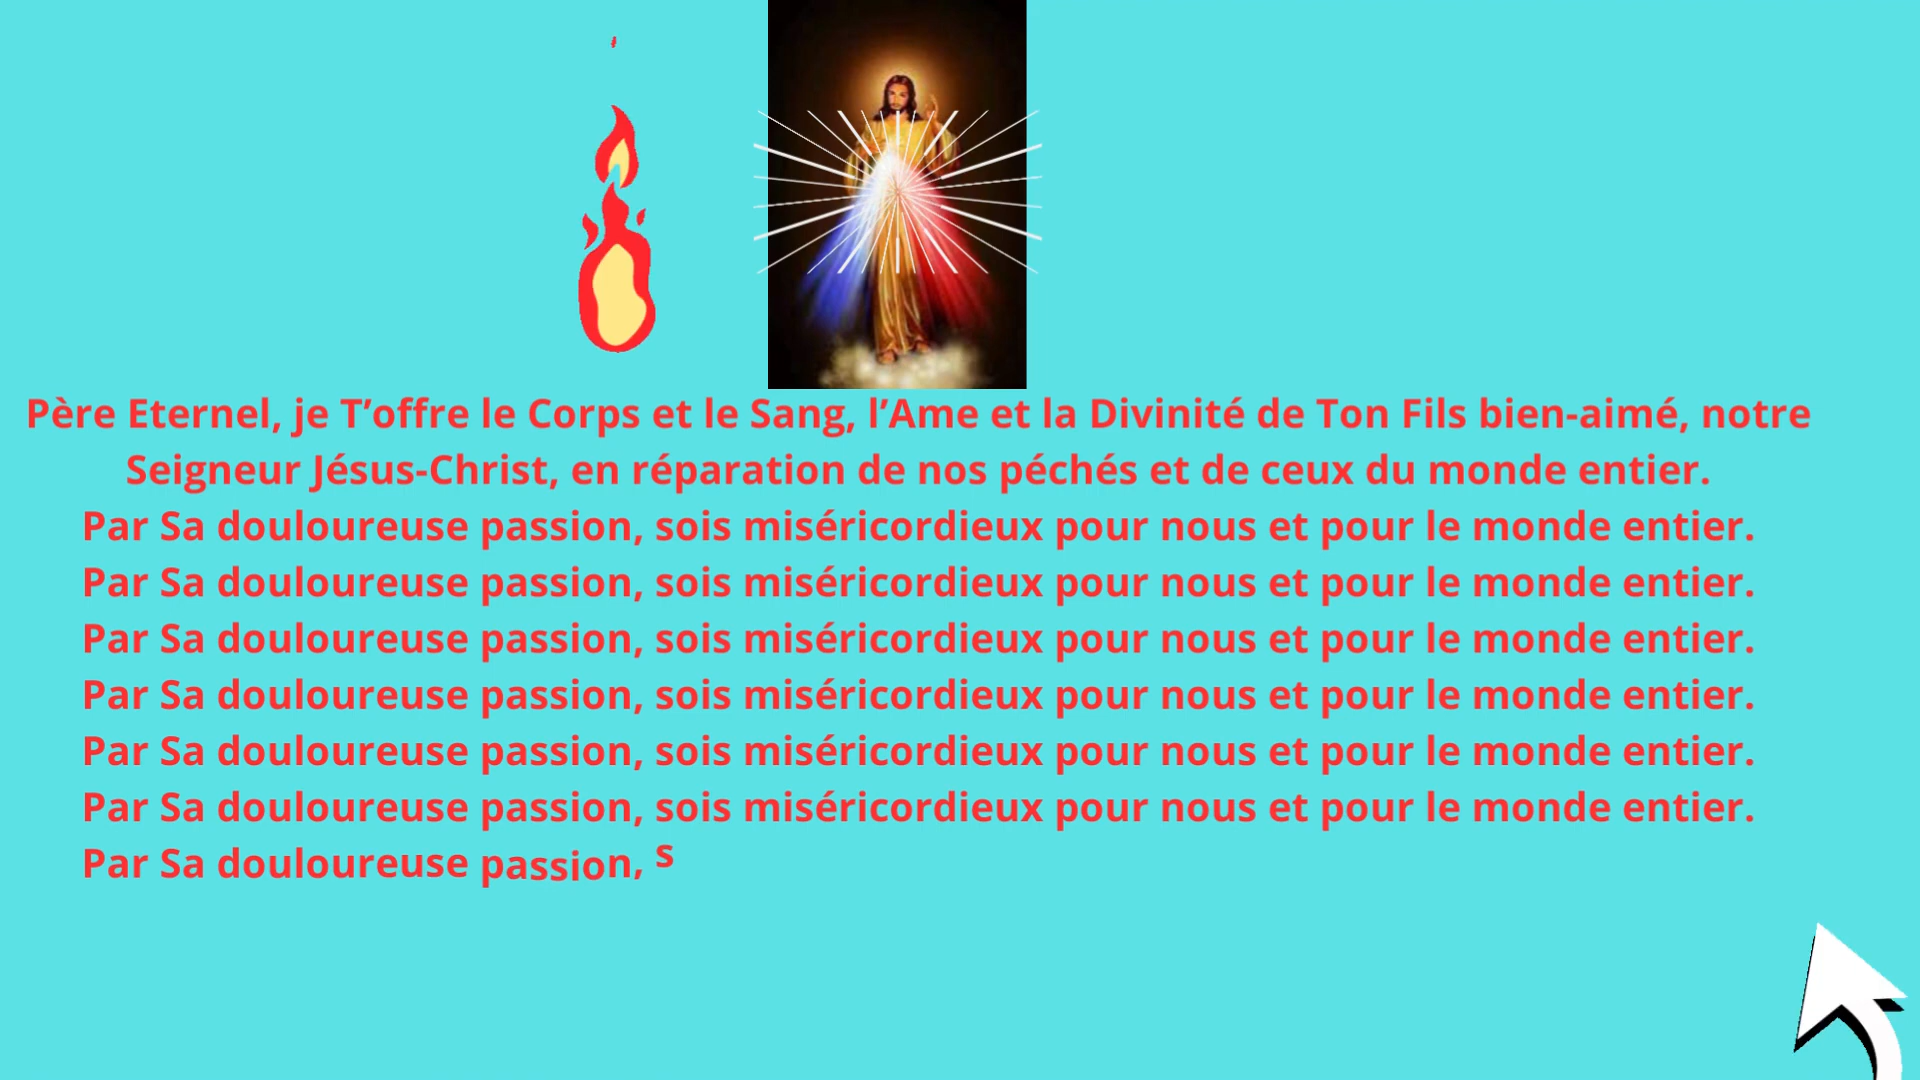 Père Eternel, je T’offre le Corps et le Sang, l’Ame et la Divinité de Ton Fils bien-aimé, notre
Seigneur Jésus-Christ, en réparation de nos péchés et de ceux du monde entier.
Par Sa douloureuse passion, sois miséricordieux pour nous et pour le monde entier.
Par Sa douloureuse passion, sois miséricordieux pour nous et pour le monde entier.
Par Sa douloureuse passion, sois miséricordieux pour nous et pour le monde entier.
Par Sa douloureuse passion, sois miséricordieux pour nous et pour le monde entier.
Par Sa douloureuse passion, sois miséricordieux pour nous et pour le monde entier.
Par Sa douloureuse passion, sois miséricordieux pour nous et pour le monde entier.
Par Sa douloureuse passion, s